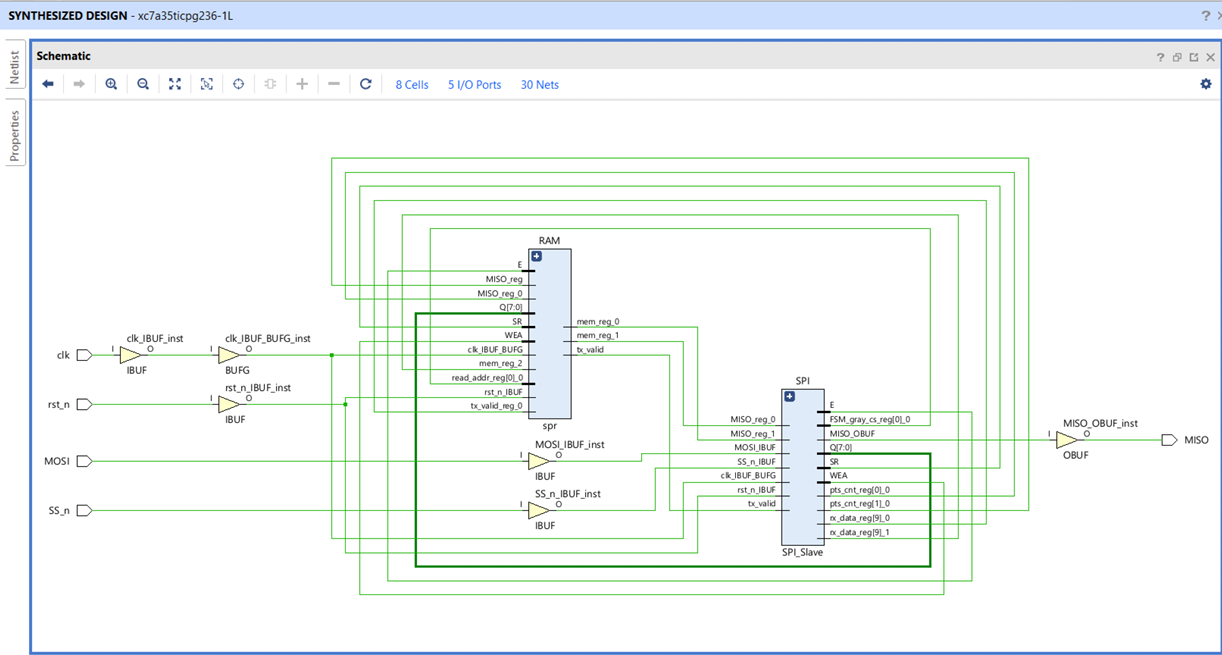 SYNTHESIZED DESIGN - xc7a35ticpg236-1L
Netlist
Properties
Schematic
8 Cells
5 I/O Ports
30 Nets
RAM
E
MISO_reg
MISO_reg_0
Q[7:0]
SR
WEA
clk_IBUF_BUFG
mem_reg_2
read_addr_reg[0]_0
rst_n_IBUF
tx_valid_reg_0
mem_reg_0
mem_reg_1
tx_valid
spr
clk
I
clk_IBUF_inst
O
IBUF
I
clk_IBUF_BUFG_inst
O
BUFG
rst_n
I
rst_n_IBUF_inst
O
IBUF
MOSI
I
MOSI_IBUF_inst
O
IBUF
SS_n
I
SS_n_IBUF_inst
O
IBUF
SPI
MISO_reg_0
MISO_reg_1
MOSI_IBUF
SS_n_IBUF
clk_IBUF_BUFG
rst_n_IBUF
tx_valid
E
FSM_gray_cs_reg[0]_0
MISO_OBUF
Q[7:0]
SR
WEA
pts_cnt_reg[0]_0
pts_cnt_reg[1]_0
rx_data_reg[9]_0
rx_data_reg[9]_1
SPI_Slave
I
MISO_OBUF_inst
O
OBUF
MISO